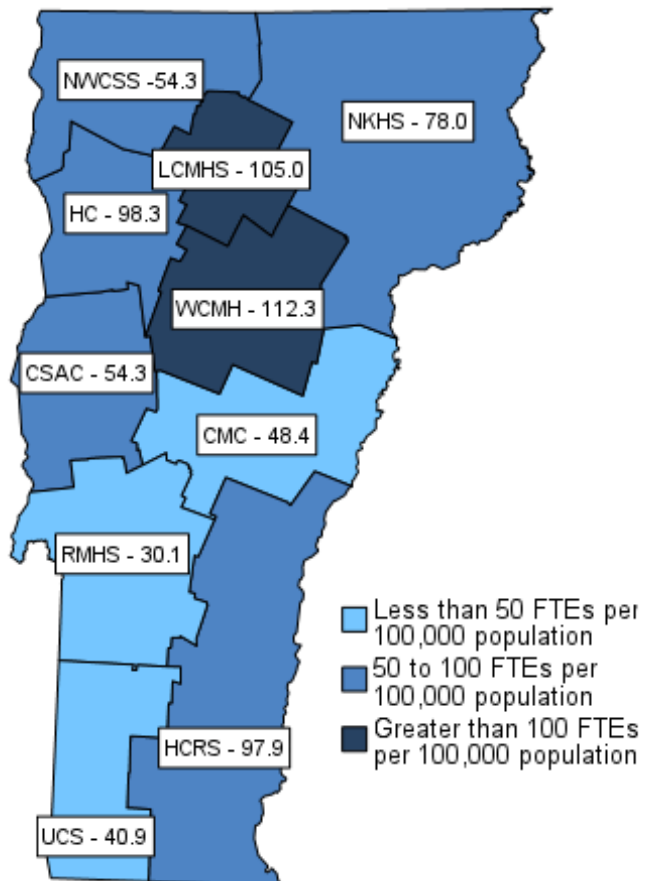 NWCSS -54.3
NKHS - 78.0
LCMHS - 105.0
HC - 98.3
WCMH - 112.3
CSAC - 54.3
CMC - 48.4
RMHS - 30.1
Less than 50 FTEs per
100,000 population
50 to 100 FTEs per
100,000 population
Greater than 100 FTEs
per 100,000 population
HCRS - 97.9
UCS - 40.9